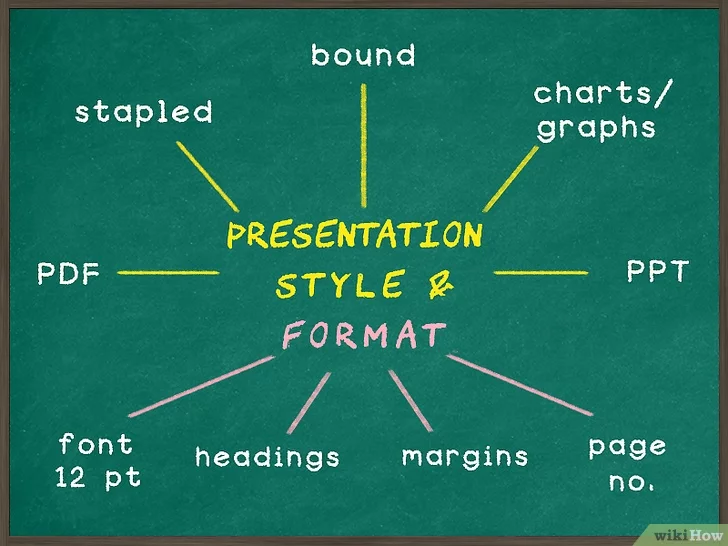 bound
stapled
charts/
graphs
PRESENTATION
STYLE &
FORMAT
PDF
PPT
font
12 pt
headings
margins
page
no.
wikiHow